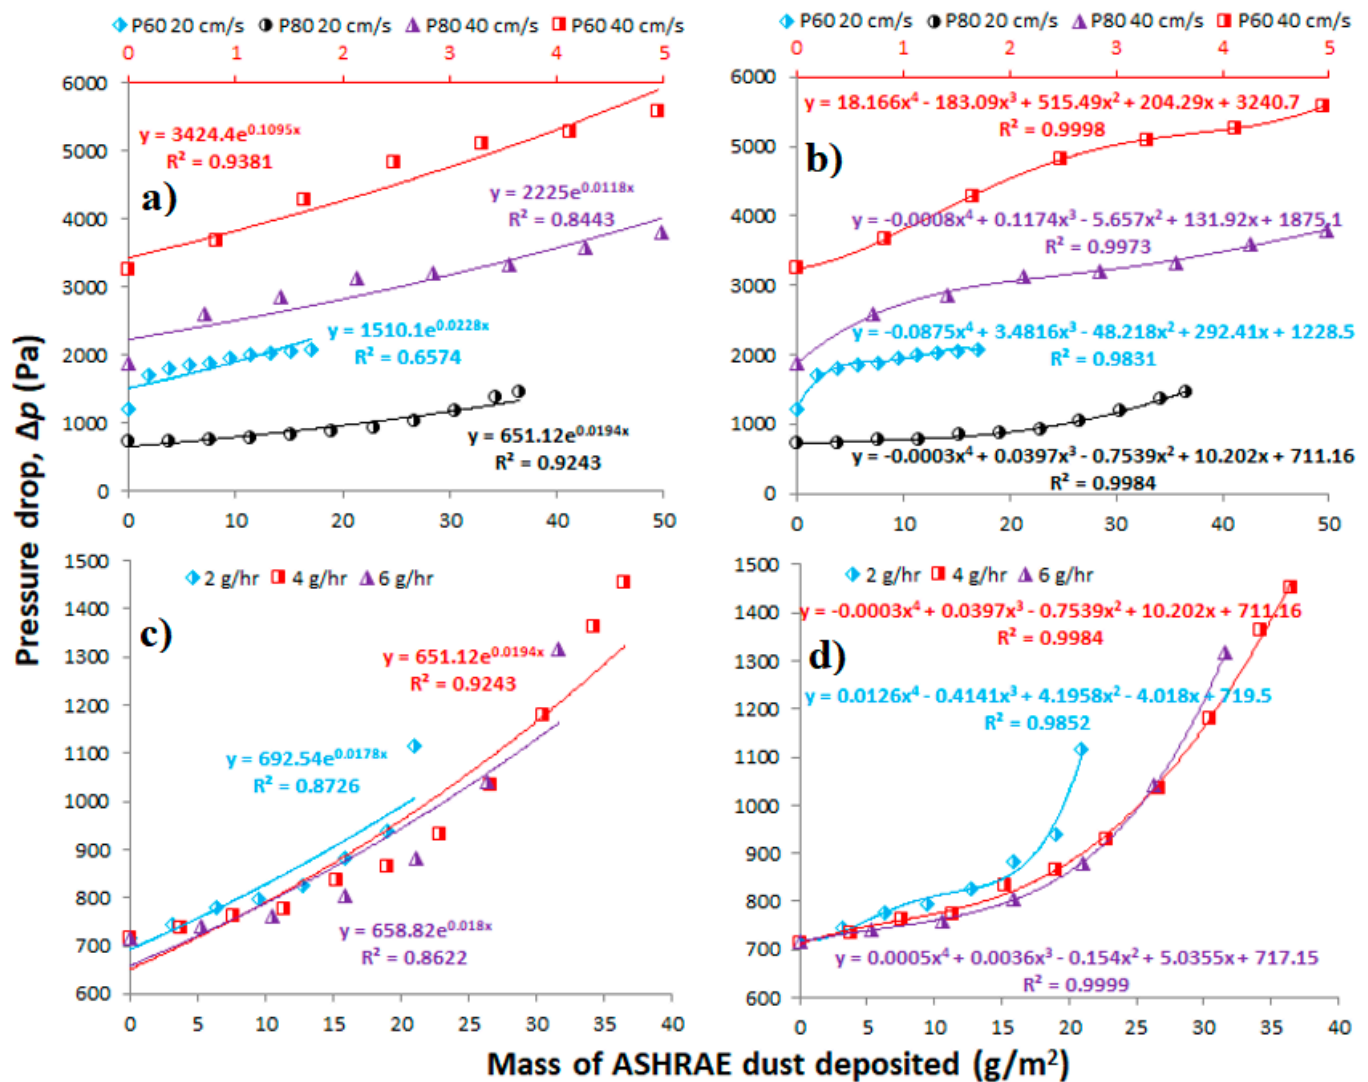 P60 20 cm/s P80 20 cm/s P80 40 cm/s P60 40 cm/s
0 1 2 3 4 5
6000
5000
4000
3000
2000
1000
0
y = 3424.4e^0.1095x
R² = 0.9381
a)
y = 2225e^0.0118x
R² = 0.8443
y = 1510.1e^0.0228x
R² = 0.6574
y = 651.12e^0.0194x
R² = 0.9243
0 10 20 30 40 50
P60 20 cm/s P80 20 cm/s P80 40 cm/s P60 40 cm/s
0 1 2 3 4 5
6000
5000
4000
3000
2000
1000
0
y = 18.166x⁴ - 183.09x³ + 515.49x² + 204.29x + 3240.7
R² = 0.9998
b)
y = -0.0008x⁴ + 0.1174x³ - 5.657x² + 131.92x + 1875.1
R² = 0.9973
y = -0.0875x⁴ + 3.4816x³ - 48.218x² + 292.41x + 1228.5
R² = 0.9831
y = -0.0003x⁴ + 0.0397x³ - 0.7539x² + 10.202x + 711.16
R² = 0.9984
0 10 20 30 40 50
Pressure drop, Δp (Pa)
1500
1400
1300
1200
1100
1000
900
800
700
600
2 g/hr 4 g/hr 6 g/hr
c)
y = 651.12e^0.0194x
R² = 0.9243
y = 692.54e^0.0178x
R² = 0.8726
y = 658.82e^0.018x
R² = 0.8622
0 5 10 15 20 25 30 35 40
1500
1400
1300
1200
1100
1000
900
800
700
600
2 g/hr 4 g/hr 6 g/hr
y = -0.0003x⁴ + 0.0397x³ - 0.7539x² + 10.202x + 711.16
R² = 0.9984
d)
y = 0.0126x⁴ - 0.4141x³ + 4.1958x² - 4.018x + 719.5
R² = 0.9852
y = 0.0005x⁴ + 0.0036x³ - 0.154x² + 5.0355x + 717.15
R² = 0.9999
0 5 10 15 20 25 30 35 40
Mass of ASHRAE dust deposited (g/m²)